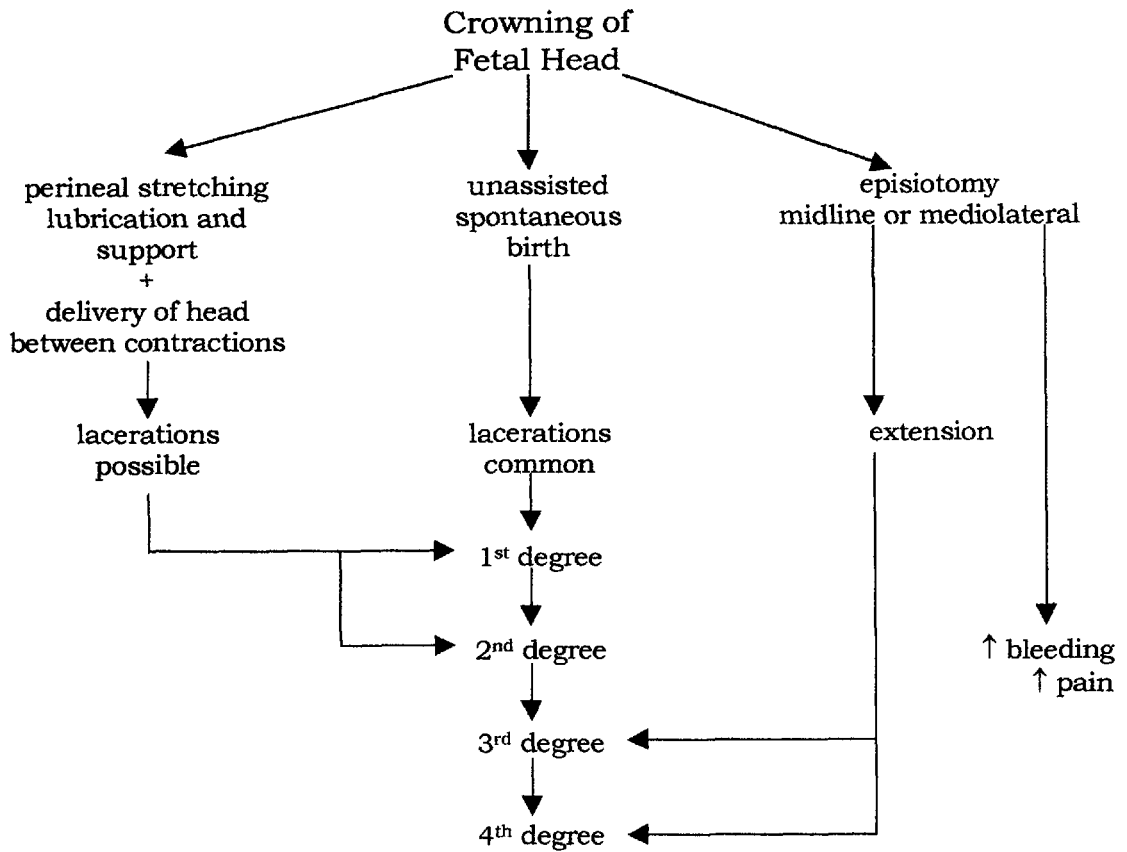 Crowning of
Fetal Head
perineal stretching
lubrication and
support
+
delivery of head
between contractions
lacerations
possible
unassisted
spontaneous
birth
lacerations
common
1st degree
2nd degree
3rd degree
4th degree
episiotomy
midline or mediolateral
extension
↑ bleeding
↑ pain